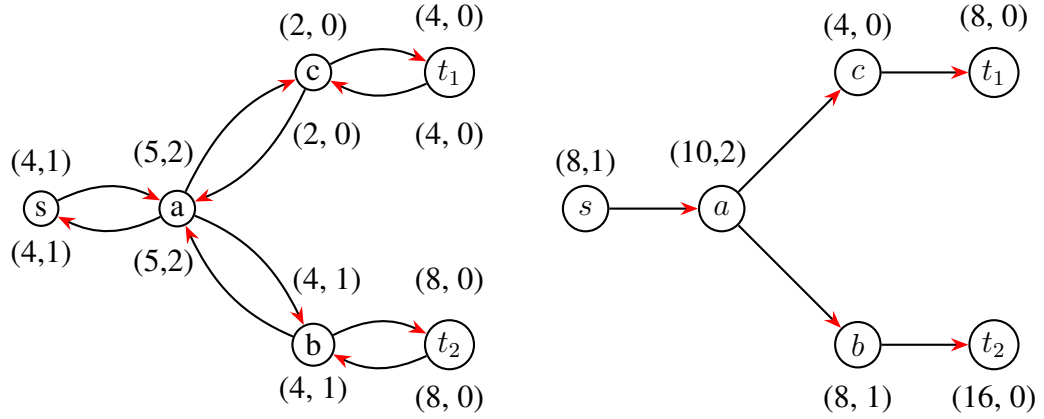 (4, 0)
(2, 0)
c
t₁
(2, 0)
(4, 0)
(4,1)
(5,2)
s
a
(4,1)
(5,2)
(4, 1)
(8, 0)
b
t₂
(4, 1)
(8, 0)
(8, 0)
(4, 0)
c
t₁
(10,2)
(8,1)
s
a
b
t₂
(8, 1)
(16, 0)